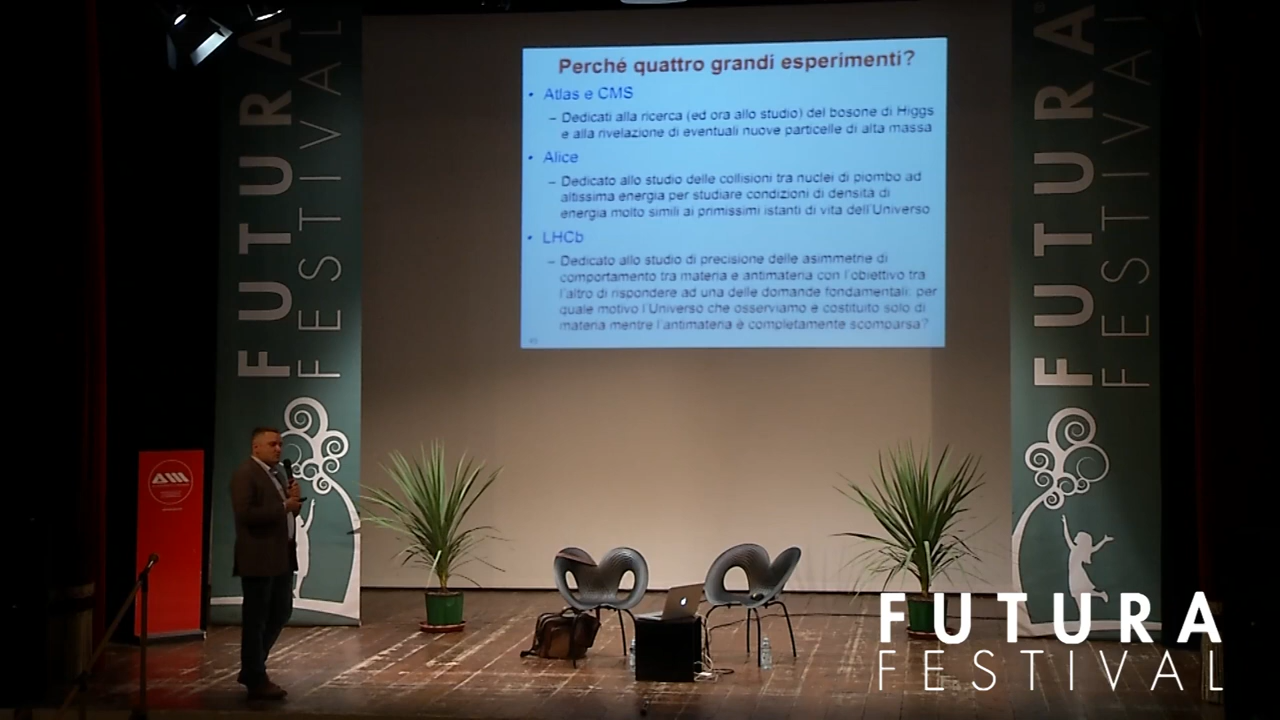 FUTURA
FESTIVAL
Perché quattro grandi esperimenti?
• Atlas e CMS
– Dedicati alla ricerca (ed ora allo studio) del bosone di Higgs
e alla rivelazione di eventuali nuove particelle di alta massa
• Alice
– Dedicato allo studio delle collisioni tra nuclei di piombo ad
altissima energia per studiare condizioni di densità di
energia molto simili ai primissimi istanti di vita dell'Universo
• LHCb
– Dedicato allo studio di precisione delle asimmetrie di
comportamento tra materia e antimateria con l'obiettivo tra
l'altro di rispondere ad una delle domande fondamentali: per
quale motivo l'Universo che osserviamo è costituito solo di
materia mentre l'antimateria è completamente scomparsa?
FUTURA
FESTIVAL
FUTURA
FESTIVAL